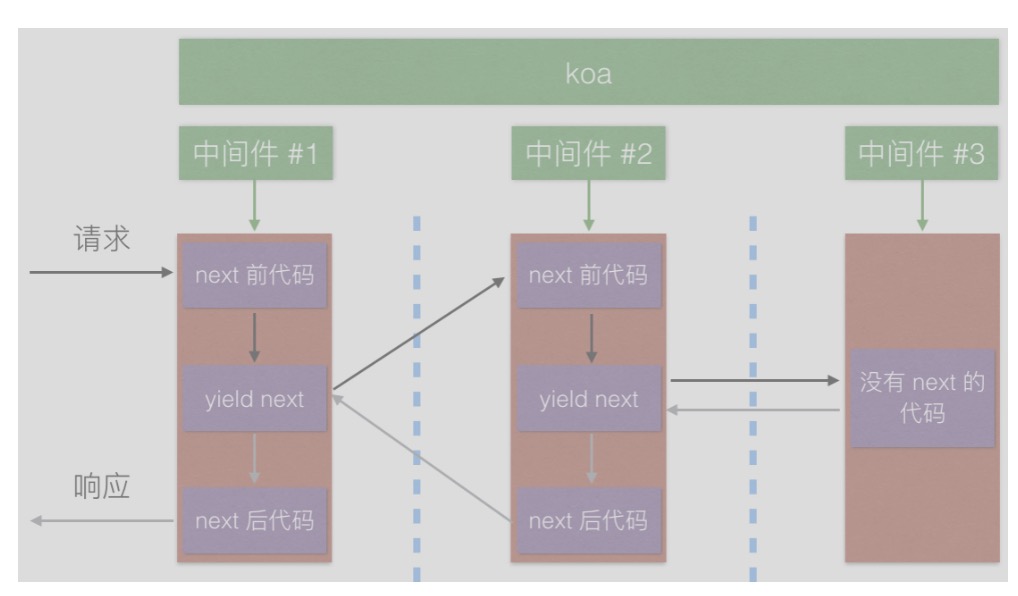 koa
中间件 #1
中间件 #2
中间件 #3
请求
next 前代码
next 前代码
yield next
yield next
没有 next 的
代码
响应
next 后代码
next 后代码